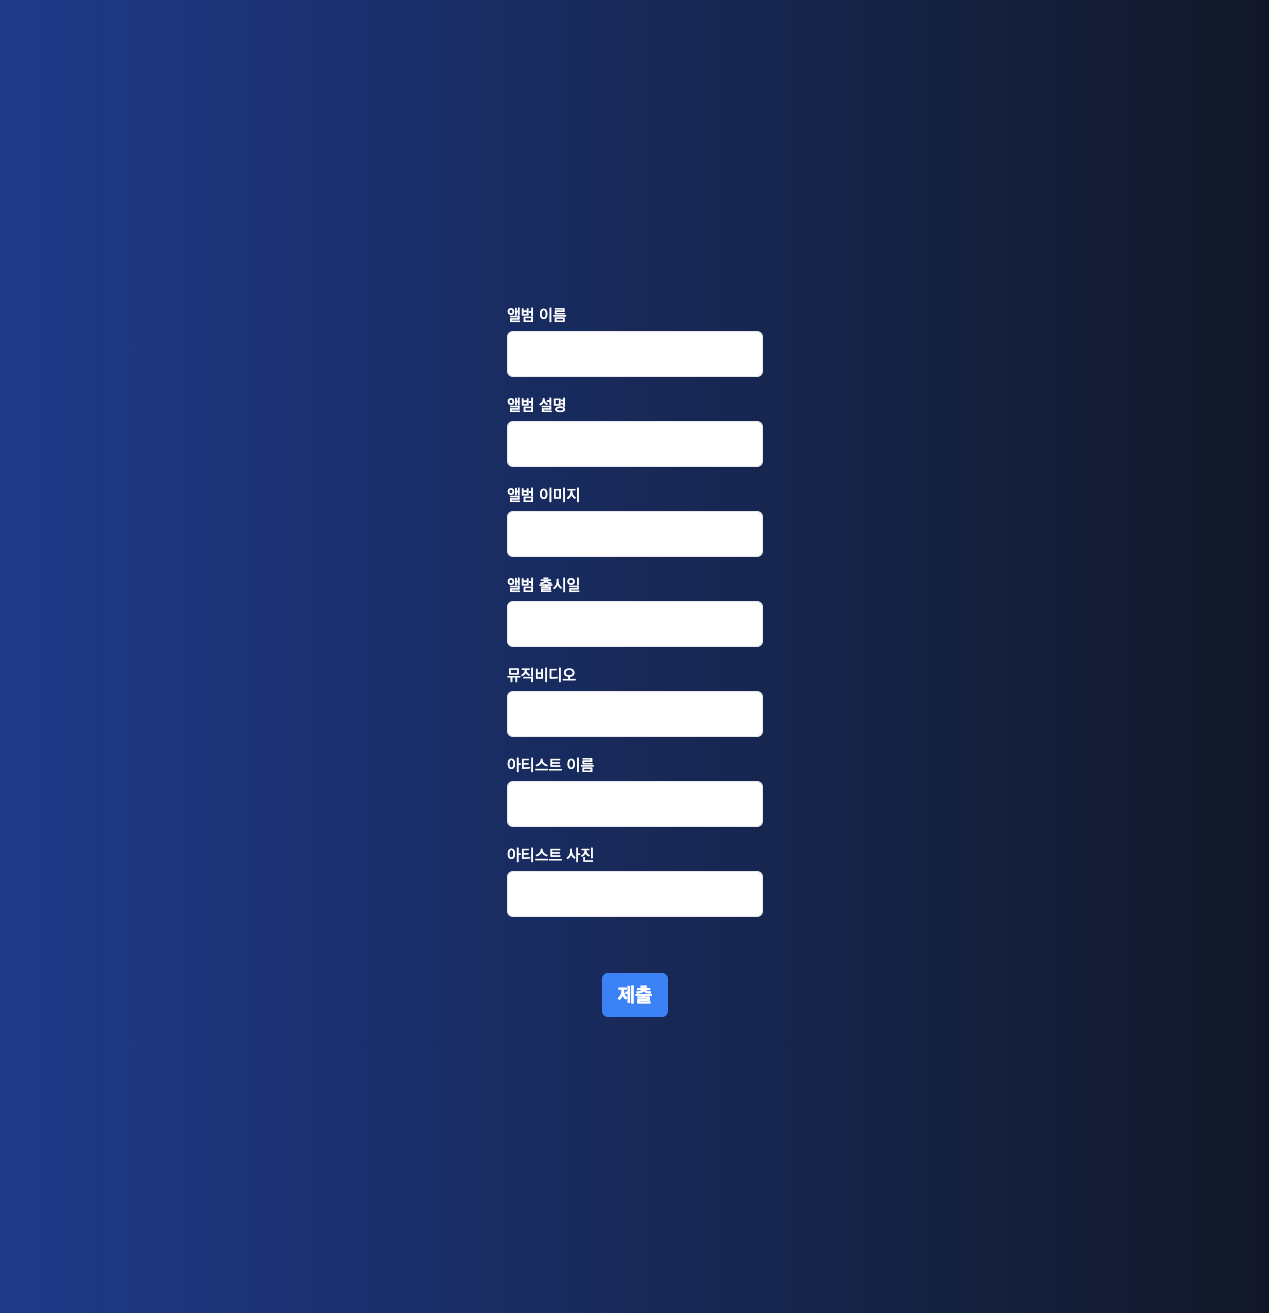 앨범 이름
앨범 설명
앨범 이미지
앨범 출시일
뮤직비디오
아티스트 이름
아티스트 사진
제출